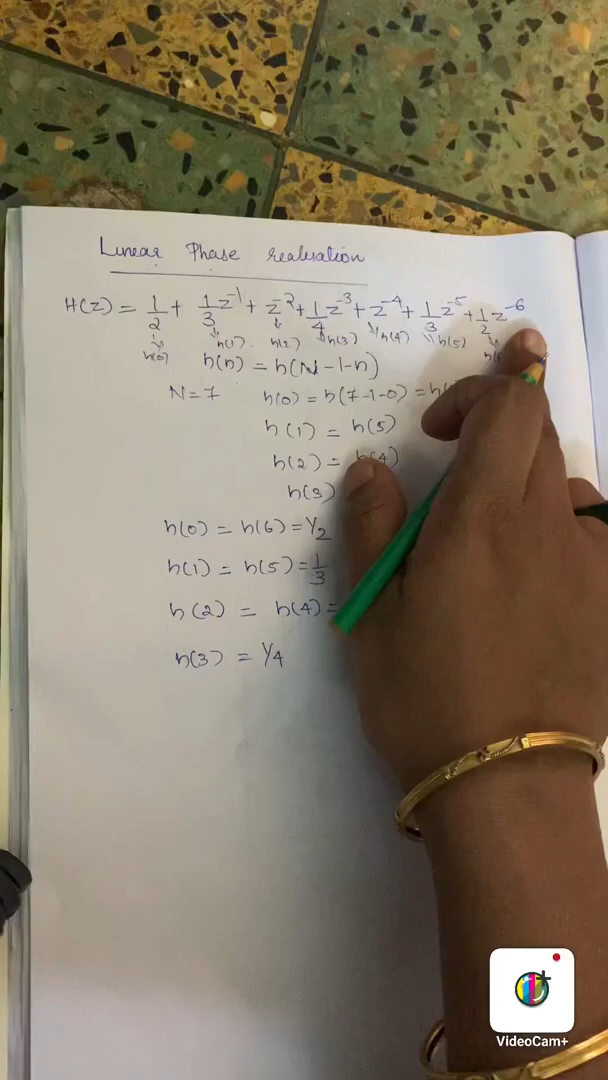 Linear Phase realisation
H(z) = 1/2 + 1/3 z^-1 + z^-2 + 1/4 z^-3 + z^-4 + 1/3 z^-5 + 1/2 z^-6
h(0) h(1) h(2) h(3) h(4) h(5)
h(n) = h(N-1-n)
N=7 h(0) = h(7-1-0) =
h(1) = h(5)
h(2) = h(4)
h(3)
h(0) = h(6) = 1/2
h(1) = h(5) = 1/3
h(2) = h(4) =
h(3) = 1/4
VideoCam+